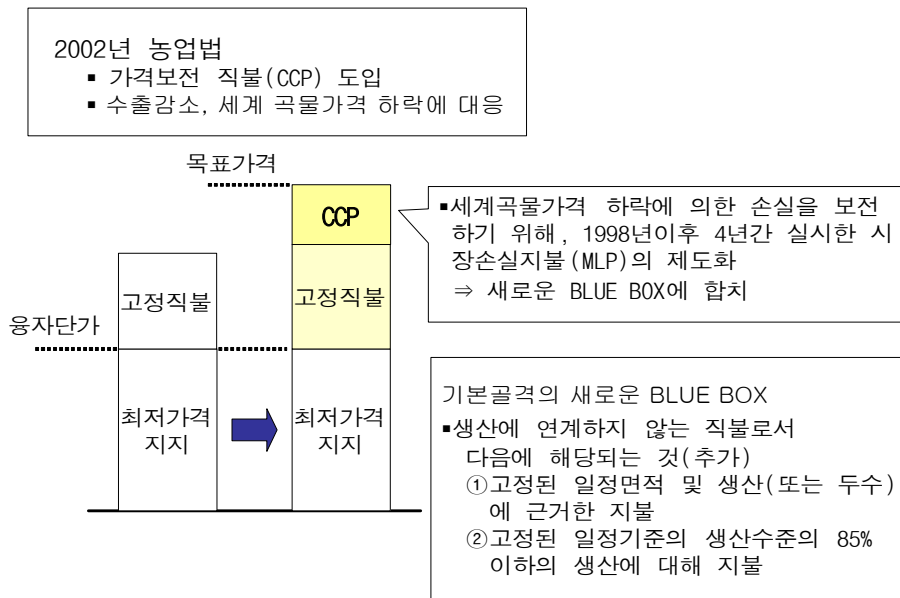 2002년 농업법
▪ 가격보전 직불(CCP) 도입
▪ 수출감소, 세계 곡물가격 하락에 대응
목표가격
CCP
고정직불
고정직불
융자단가
최저가격
지지
최저가격
지지
▪세계곡물가격 하락에 의한 손실을 보전
하기 위해, 1998년이후 4년간 실시한 시
장손실지불(MLP)의 제도화
⇒ 새로운 BLUE BOX에 합치
기본골격의 새로운 BLUE BOX
▪생산에 연계하지 않는 직불로서
다음에 해당되는 것(추가)
①고정된 일정면적 및 생산(또는 두수)
에 근거한 지불
②고정된 일정기준의 생산수준의 85%
이하의 생산에 대해 지불